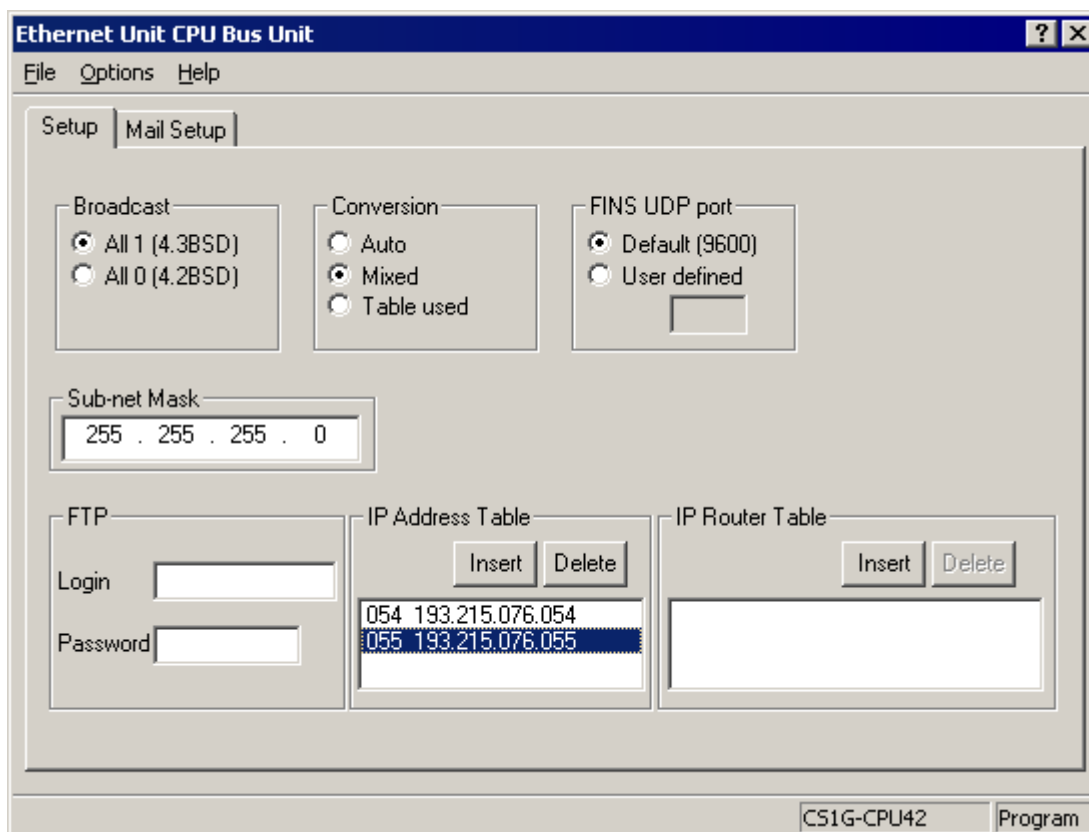 Ethernet Unit CPU Bus Unit
File Options Help
Setup Mail Setup
Broadcast
All 1 (4.3BSD)
All 0 (4.2BSD)
Conversion
Auto
Mixed
Table used
FINS UDP port
Default (9600)
User defined
Sub-net Mask
255 . 255 . 255 . 0
FTP
Login
Password
IP Address Table
Insert Delete
054 193.215.076.054
055 193.215.076.055
IP Router Table
Insert Delete
CS1G-CPU42 Program